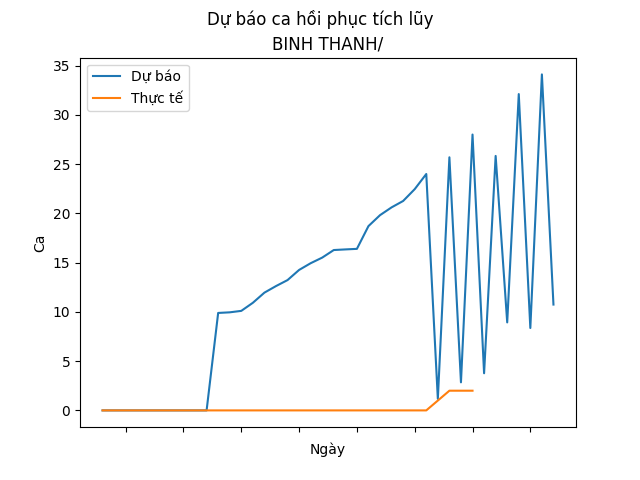 Dự báo ca hồi phục tích lũy
BINH THANH/
Dự báo
Thực tế
35
30
25
20
15
10
5
0
Ca
Ngày